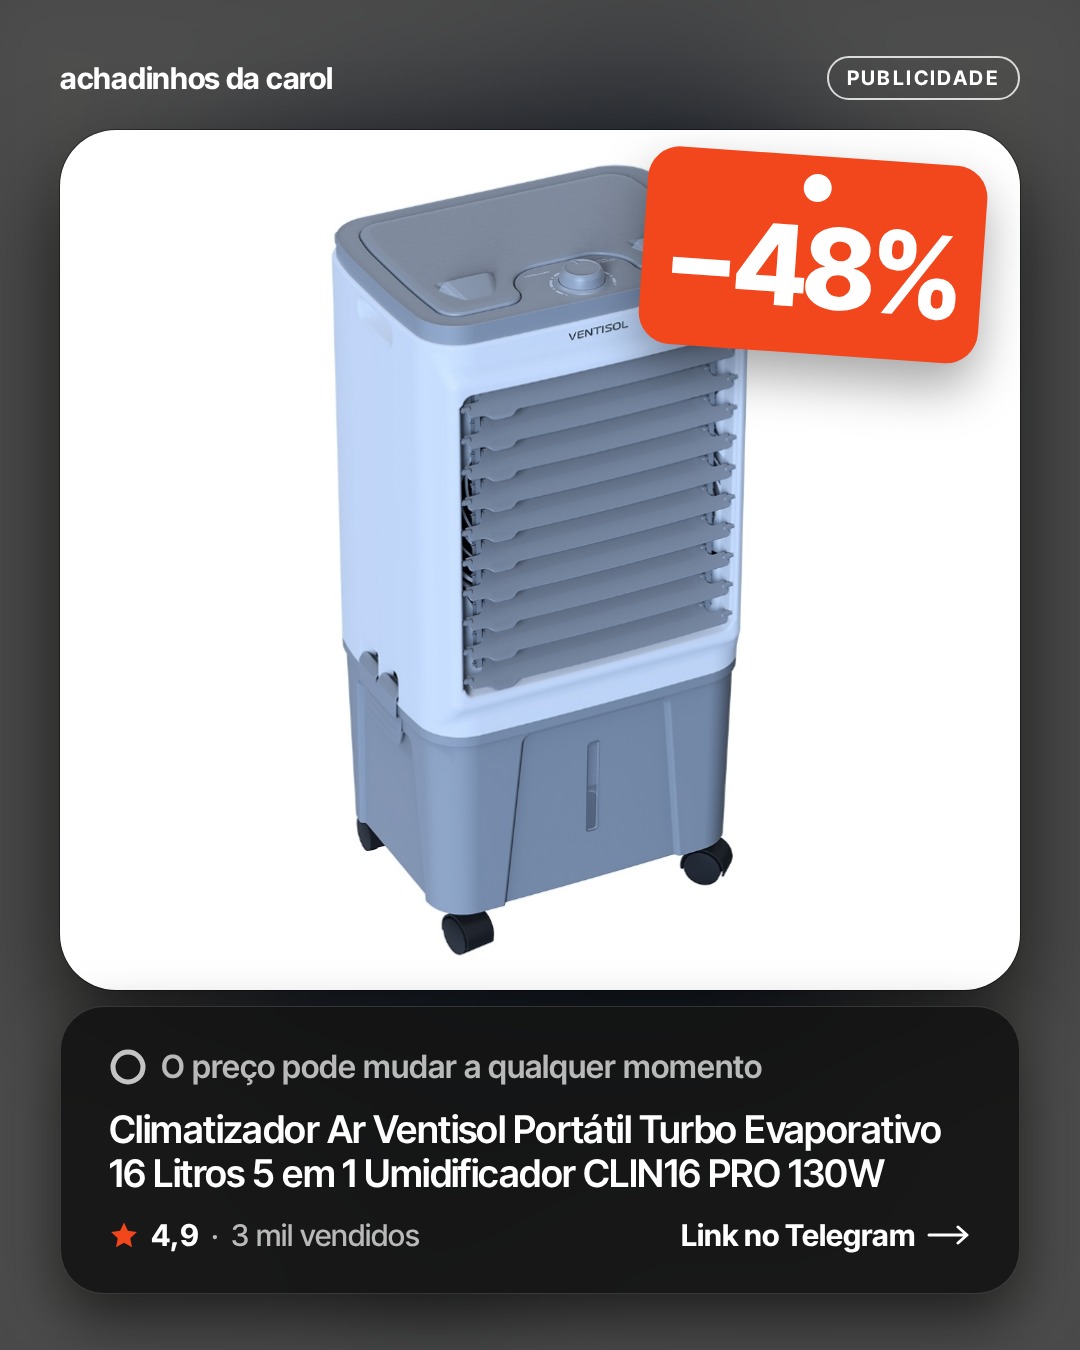 achadinhos da carol
PUBLICIDADE
–48%
VENTISOL
O preço pode mudar a qualquer momento
Climatizador Ar Ventisol Portátil Turbo Evaporativo
16 Litros 5 em 1 Umidificador CLIN16 PRO 130W
4,9 · 3 mil vendidos
Link no Telegram →